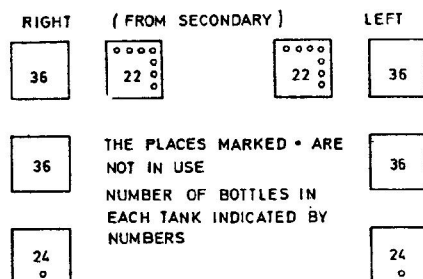 RIGHT (FROM SECONDARY) LEFT
36 22 22 36
36 THE PLACES MARKED • ARE 36
NOT IN USE
NUMBER OF BOTTLES IN
EACH TANK INDICATED BY
NUMBERS
24 24